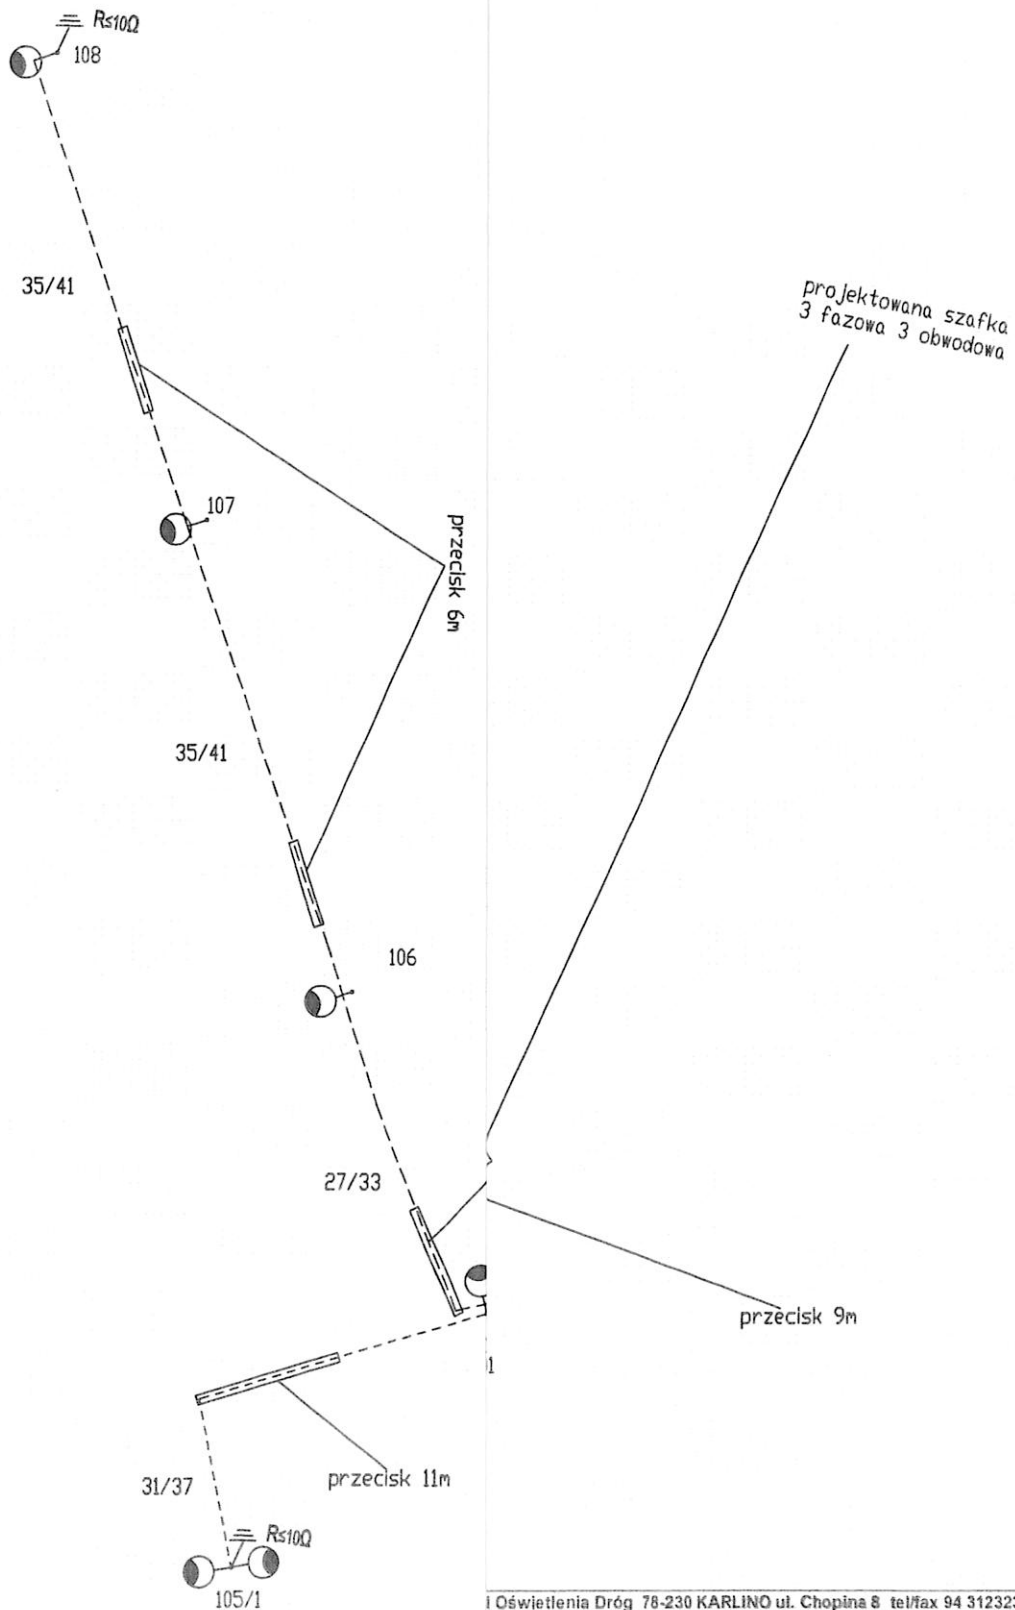 R≤10Ω
108
35/41
projektowana szafka
3 fazowa 3 obwodowa
107
przecisk 6m
35/41
106
27/33
przecisk 9m
1
31/37
przecisk 11m
R≤10Ω
105/1
i Oświetlenia Dróg 78-230 KARLINO ul. Chopina 8 tel/fax 94 312323